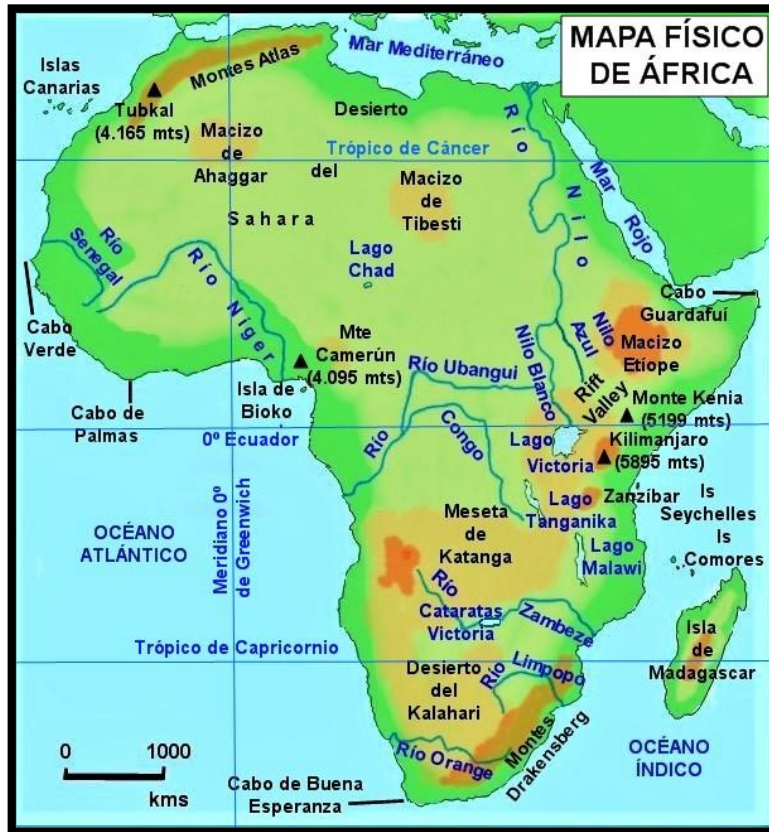 MAPA FÍSICO
DE ÁFRICA
Islas
Canarias
Montes Atlas
Mar Mediterráneo
Tubkal
(4.165 mts)
Desierto
Macizo
de
Ahaggar
Trópico de Cáncer
del
Macizo
de
Tibesti
Río Nilo
Mar Rojo
Sahara
Río
Senegal
Lago
Chad
Río Niger
Cabo
Verde
Cabo
Guardafuí
Mte
Camerún
(4.095 mts)
Nilo
Azul
Macizo
Etíope
Nilo Blanco
Río Ubangui
Rift
Valley
Cabo de
Palmas
Isla de
Bioko
Monte Kenia
(5199 mts)
0º Ecuador
Río
Congo
Lago
Victoria
Kilimanjaro
(5895 mts)
Meridiano 0º
de Greenwich
Lago
Tanganika
Zanzíbar
Is
Seychelles
Is
Comores
OCÉANO
ATLÁNTICO
Meseta
de
Katanga
Lago
Malawi
Río
Zambeze
Cataratas
Victoria
Isla
de
Madagascar
Trópico de Capricornio
Desierto
del
Kalahari
Río
Limpopo
Montes
Drakensberg
Río Orange
OCÉANO
ÍNDICO
0 1000
kms
Cabo de Buena
Esperanza